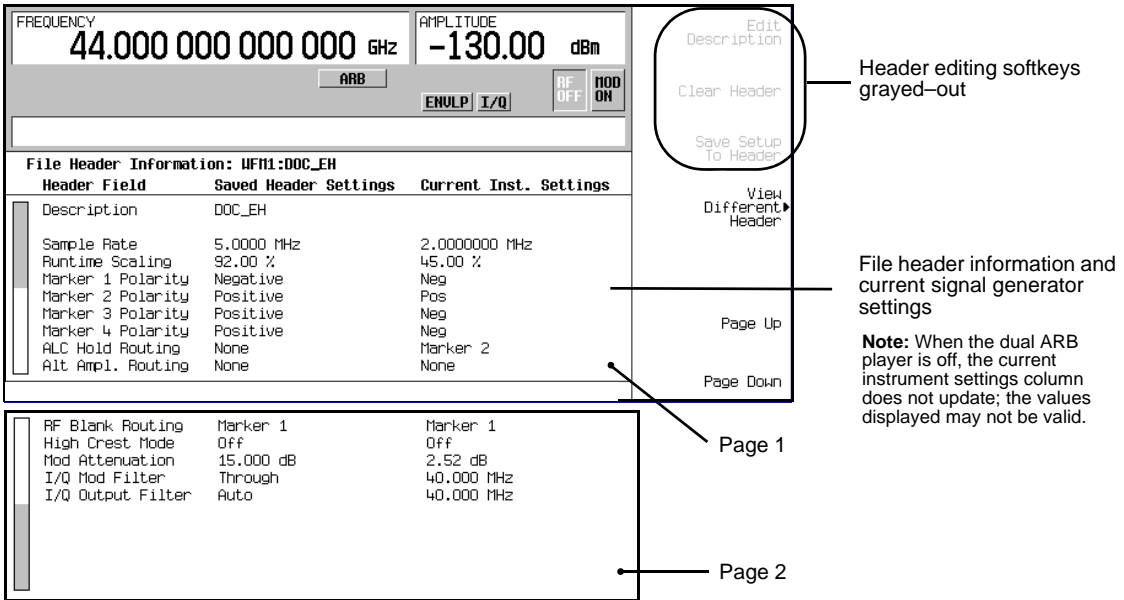 FREQUENCY
44.000 000 000 000 GHz
AMPLITUDE
−130.00 dBm
ARB
ENVLP I/Q
RF OFF
MOD ON
File Header Information: WFM1:DOC_EH
Header Field Saved Header Settings Current Inst. Settings
Description DOC_EH
Sample Rate 5.0000 MHz 2.0000000 MHz
Runtime Scaling 92.00 % 45.00 %
Marker 1 Polarity Negative Neg
Marker 2 Polarity Positive Pos
Marker 3 Polarity Positive Neg
Marker 4 Polarity Positive Neg
ALC Hold Routing None Marker 2
Alt Ampl. Routing None None
Edit
Description
Clear Header
Save Setup
To Header
View
Different
Header
Page Up
Page Down
Header editing softkeys
grayed–out
File header information and
current signal generator
settings
Note: When the dual ARB
player is off, the current
instrument settings column
does not update; the values
displayed may not be valid.
Page 1
RF Blank Routing Marker 1 Marker 1
High Crest Mode Off Off
Mod Attenuation 15.000 dB 2.52 dB
I/Q Mod Filter Through 40.000 MHz
I/Q Output Filter Auto 40.000 MHz
Page 2